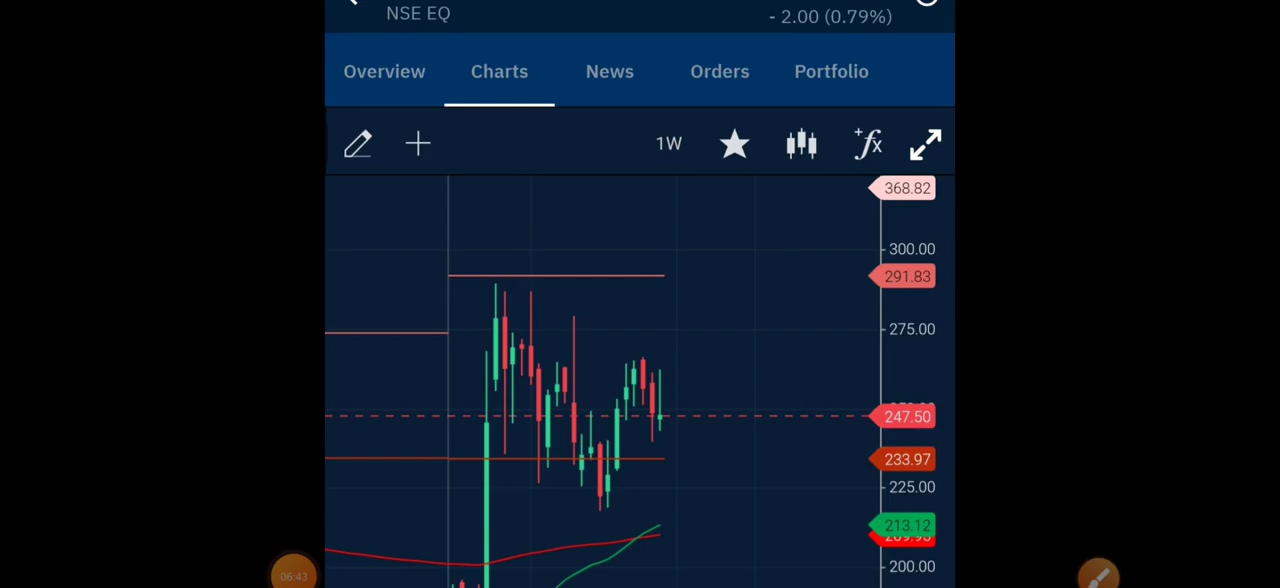 NSE EQ
- 2.00 (0.79%)
Overview Charts News Orders Portfolio
1W
368.82
300.00
291.83
275.00
247.50
233.97
225.00
213.12
200.00
06:43